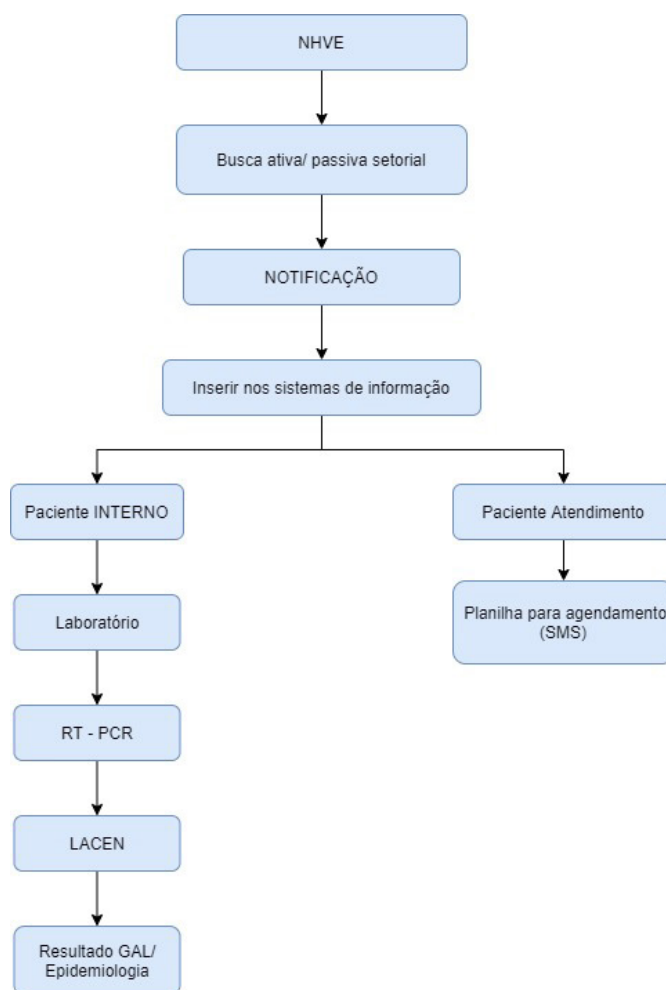 NHVE
Busca ativa/ passiva setorial
NOTIFICAÇÃO
Inserir nos sistemas de informação
Paciente INTERNO
Paciente Atendimento
Laboratório
Planilha para agendamento
(SMS)
RT - PCR
LACEN
Resultado GAL/
Epidemiologia